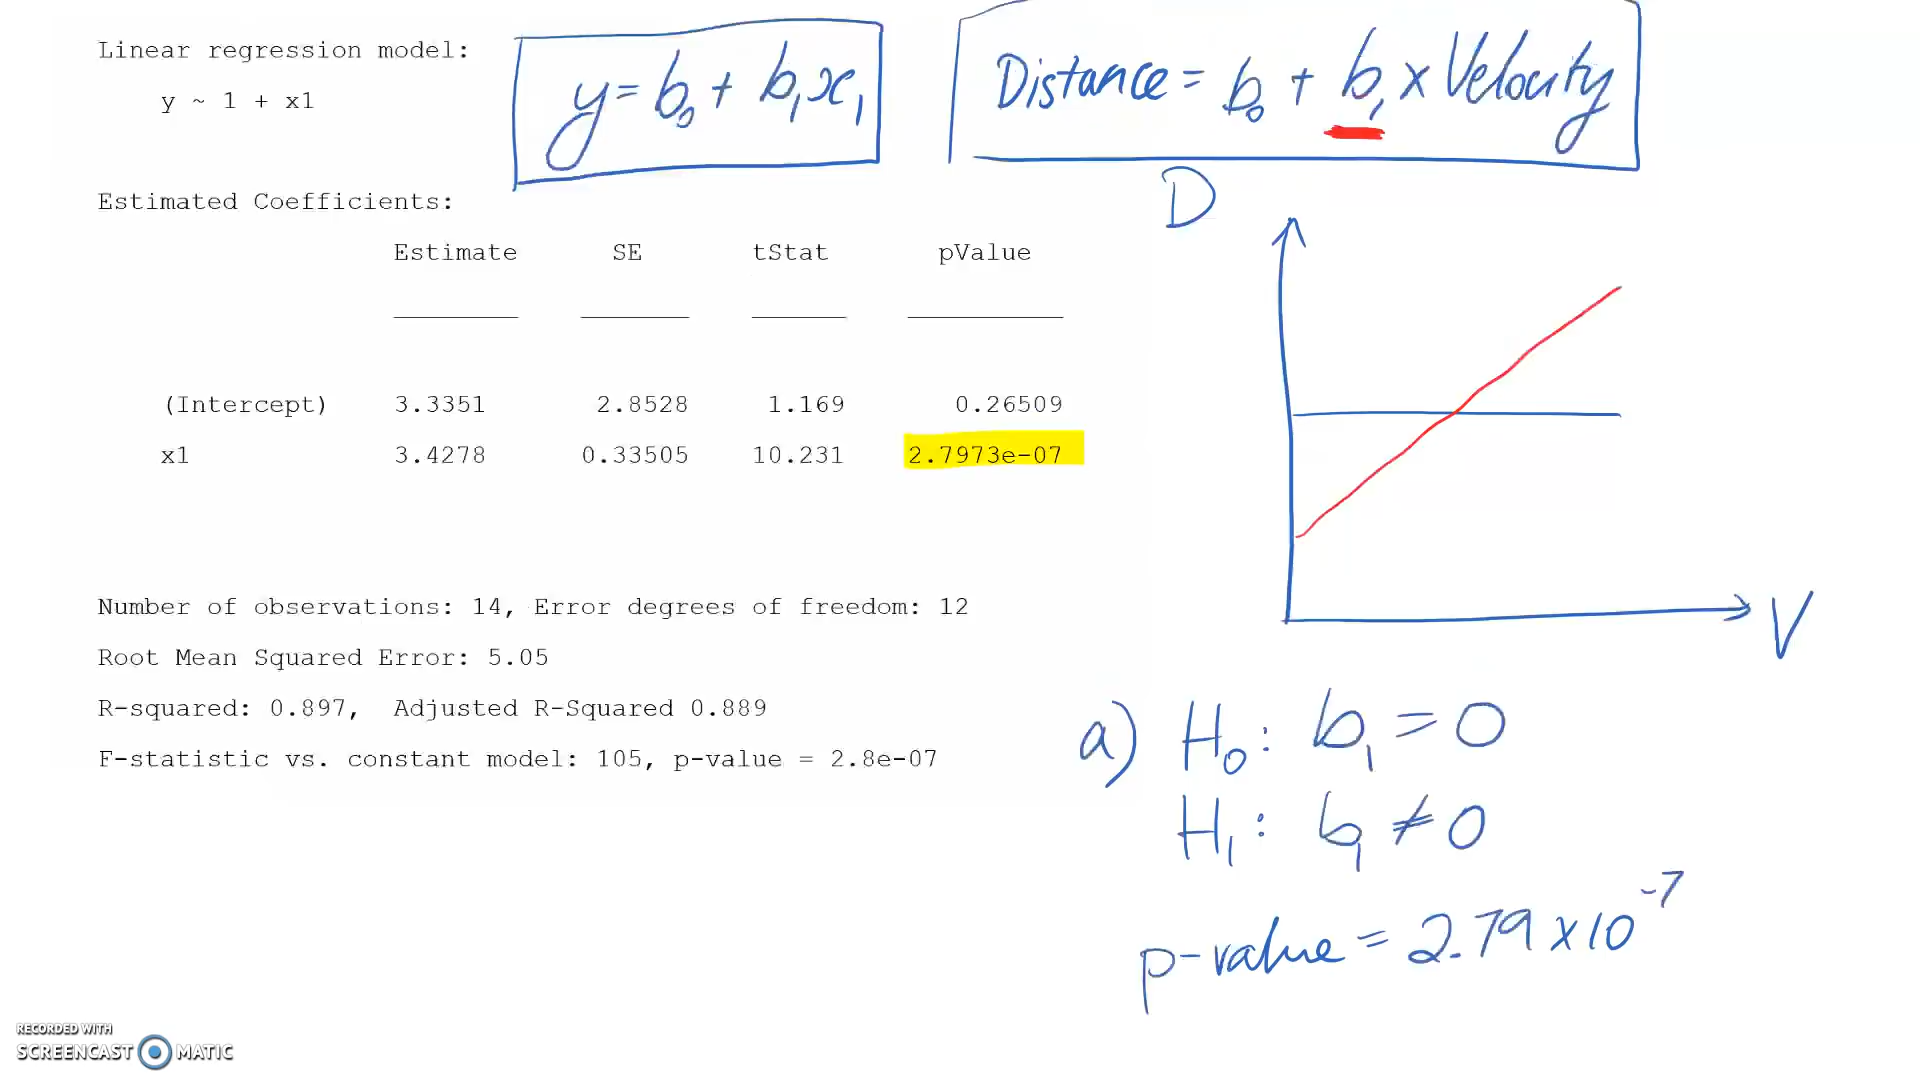 Linear regression model:
y ~ 1 + x1
y = b₀ + b₁x₁
Distance = b₀ + b₁ x Velocity
Estimated Coefficients:
Estimate SE tStat pValue
(Intercept) 3.3351 2.8528 1.169 0.26509
x1 3.4278 0.33505 10.231 2.7973e-07
Number of observations: 14, Error degrees of freedom: 12
Root Mean Squared Error: 5.05
R-squared: 0.897, Adjusted R-Squared 0.889
F-statistic vs. constant model: 105, p-value = 2.8e-07
D
V
a) H₀: b₁ = 0
H₁: b₁ ≠ 0
p-value = 2.79 x 10⁻⁷
RECORDED WITH
SCREENCAST MATIC